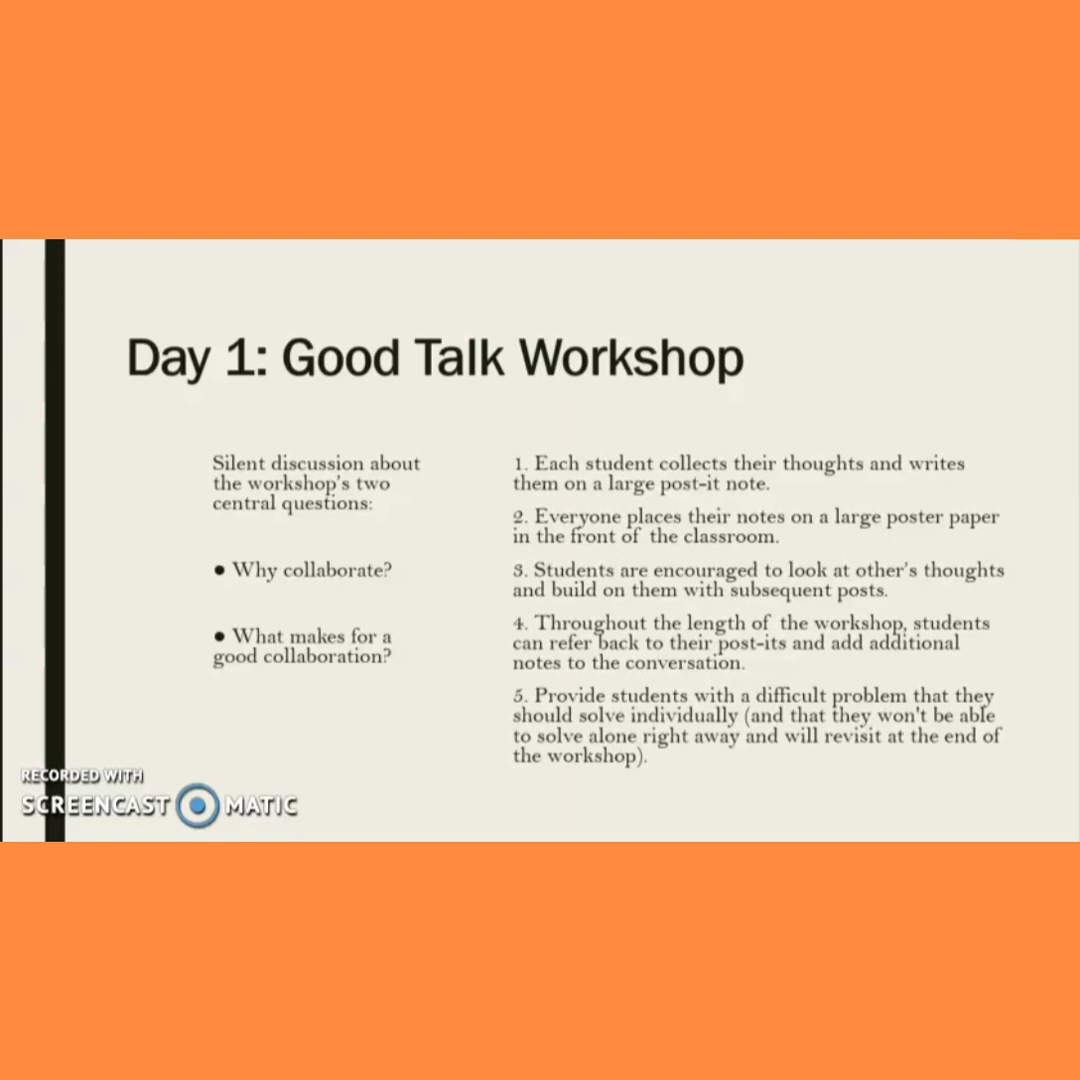 Day 1: Good Talk Workshop
Silent discussion about
the workshop's two
central questions:
● Why collaborate?
● What makes for a
good collaboration?
1. Each student collects their thoughts and writes
them on a large post-it note.
2. Everyone places their notes on a large poster paper
in the front of the classroom.
3. Students are encouraged to look at other's thoughts
and build on them with subsequent posts.
4. Throughout the length of the workshop, students
can refer back to their post-its and add additional
notes to the conversation.
5. Provide students with a difficult problem that they
should solve individually (and that they won't be able
to solve alone right away and will revisit at the end of
the workshop).
RECORDED WITH
SCREENCAST MATIC